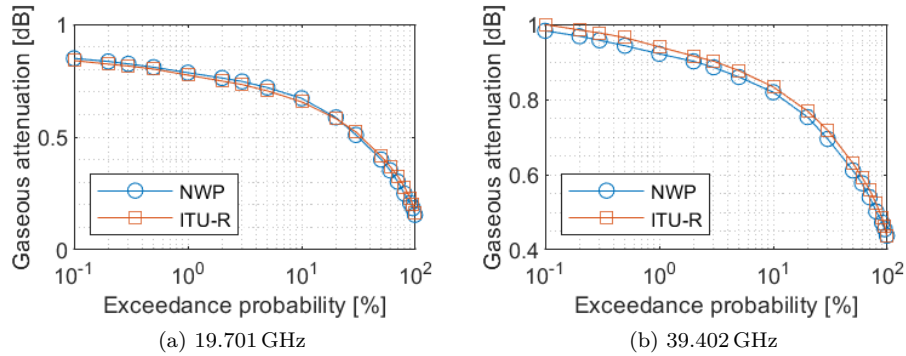 Gaseous attenuation [dB]
1
0.5
0
NWP
ITU-R
10^-1
10^0
10^1
10^2
Exceedance probability [%]
(a) 19.701 GHz
Gaseous attenuation [dB]
1
0.8
0.6
0.4
NWP
ITU-R
10^-1
10^0
10^1
10^2
Exceedance probability [%]
(b) 39.402 GHz